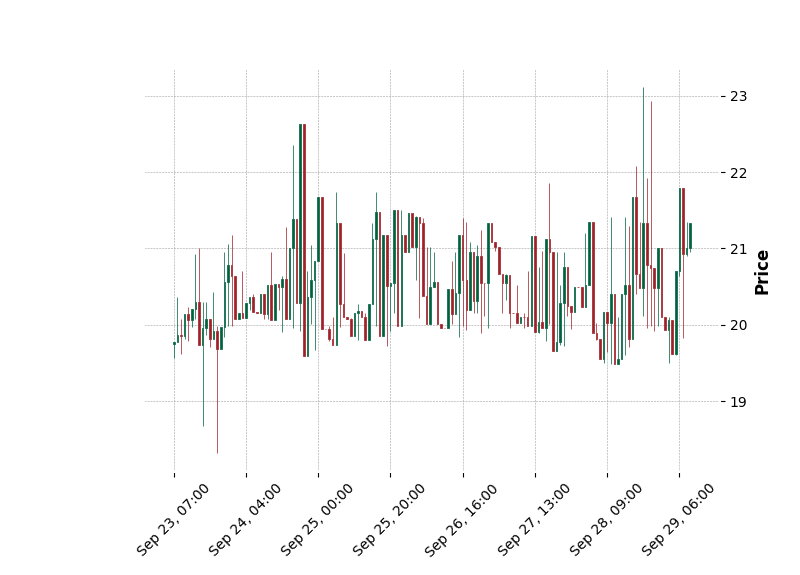 23
22
21
20
19
Price
Sep 23, 07:00
Sep 24, 04:00
Sep 25, 00:00
Sep 25, 20:00
Sep 26, 16:00
Sep 27, 13:00
Sep 28, 09:00
Sep 29, 06:00